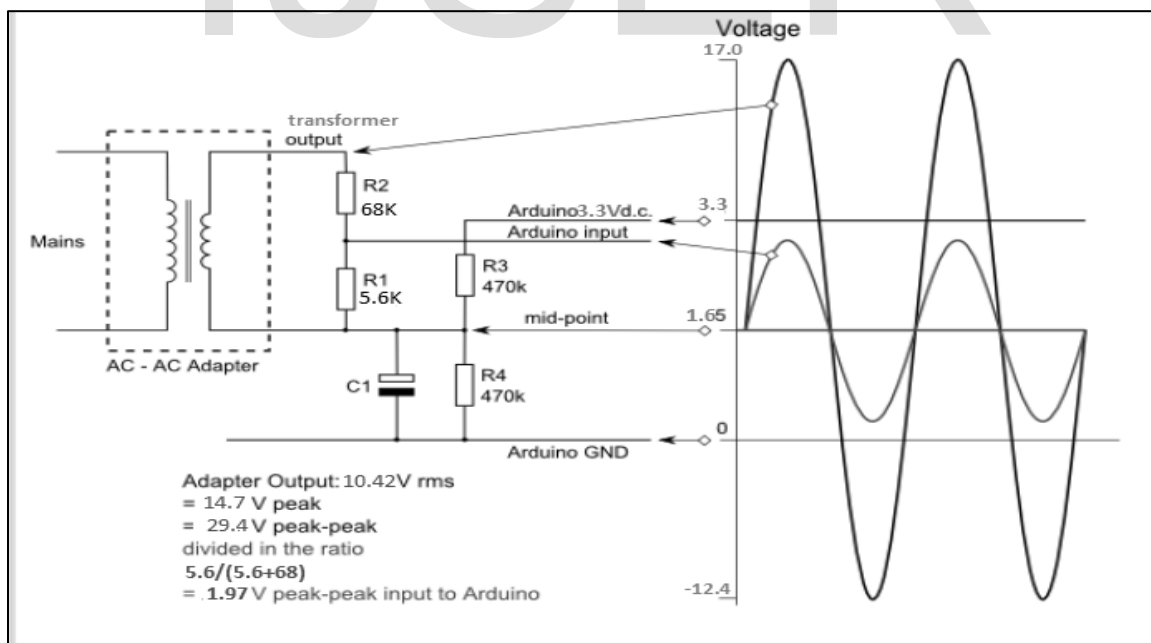 IJSER
Voltage
17.0
transformer
output
R2
68K
Arduino 3.3Vd.c.
3.3
Arduino input
Mains
R1
5.6K
R3
470k
mid-point
1.65
AC - AC Adapter
C1
R4
470k
0
Arduino GND
Adapter Output: 10.42V rms
= 14.7 V peak
= 29.4 V peak-peak
divided in the ratio
5.6/(5.6+68)
= 1.97 V peak-peak input to Arduino
-12.4